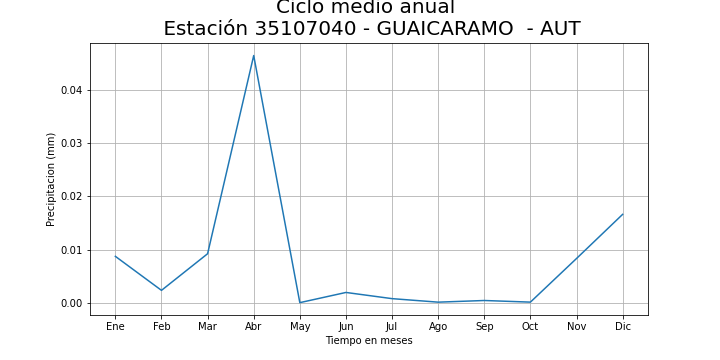 Ciclo medio anual
Estación 35107040 - GUAICARAMO  - AUT
0.04
0.03
0.02
0.01
0.00
Precipitacion (mm)
Ene Feb Mar Abr May Jun Jul Ago Sep Oct Nov Dic
Tiempo en meses